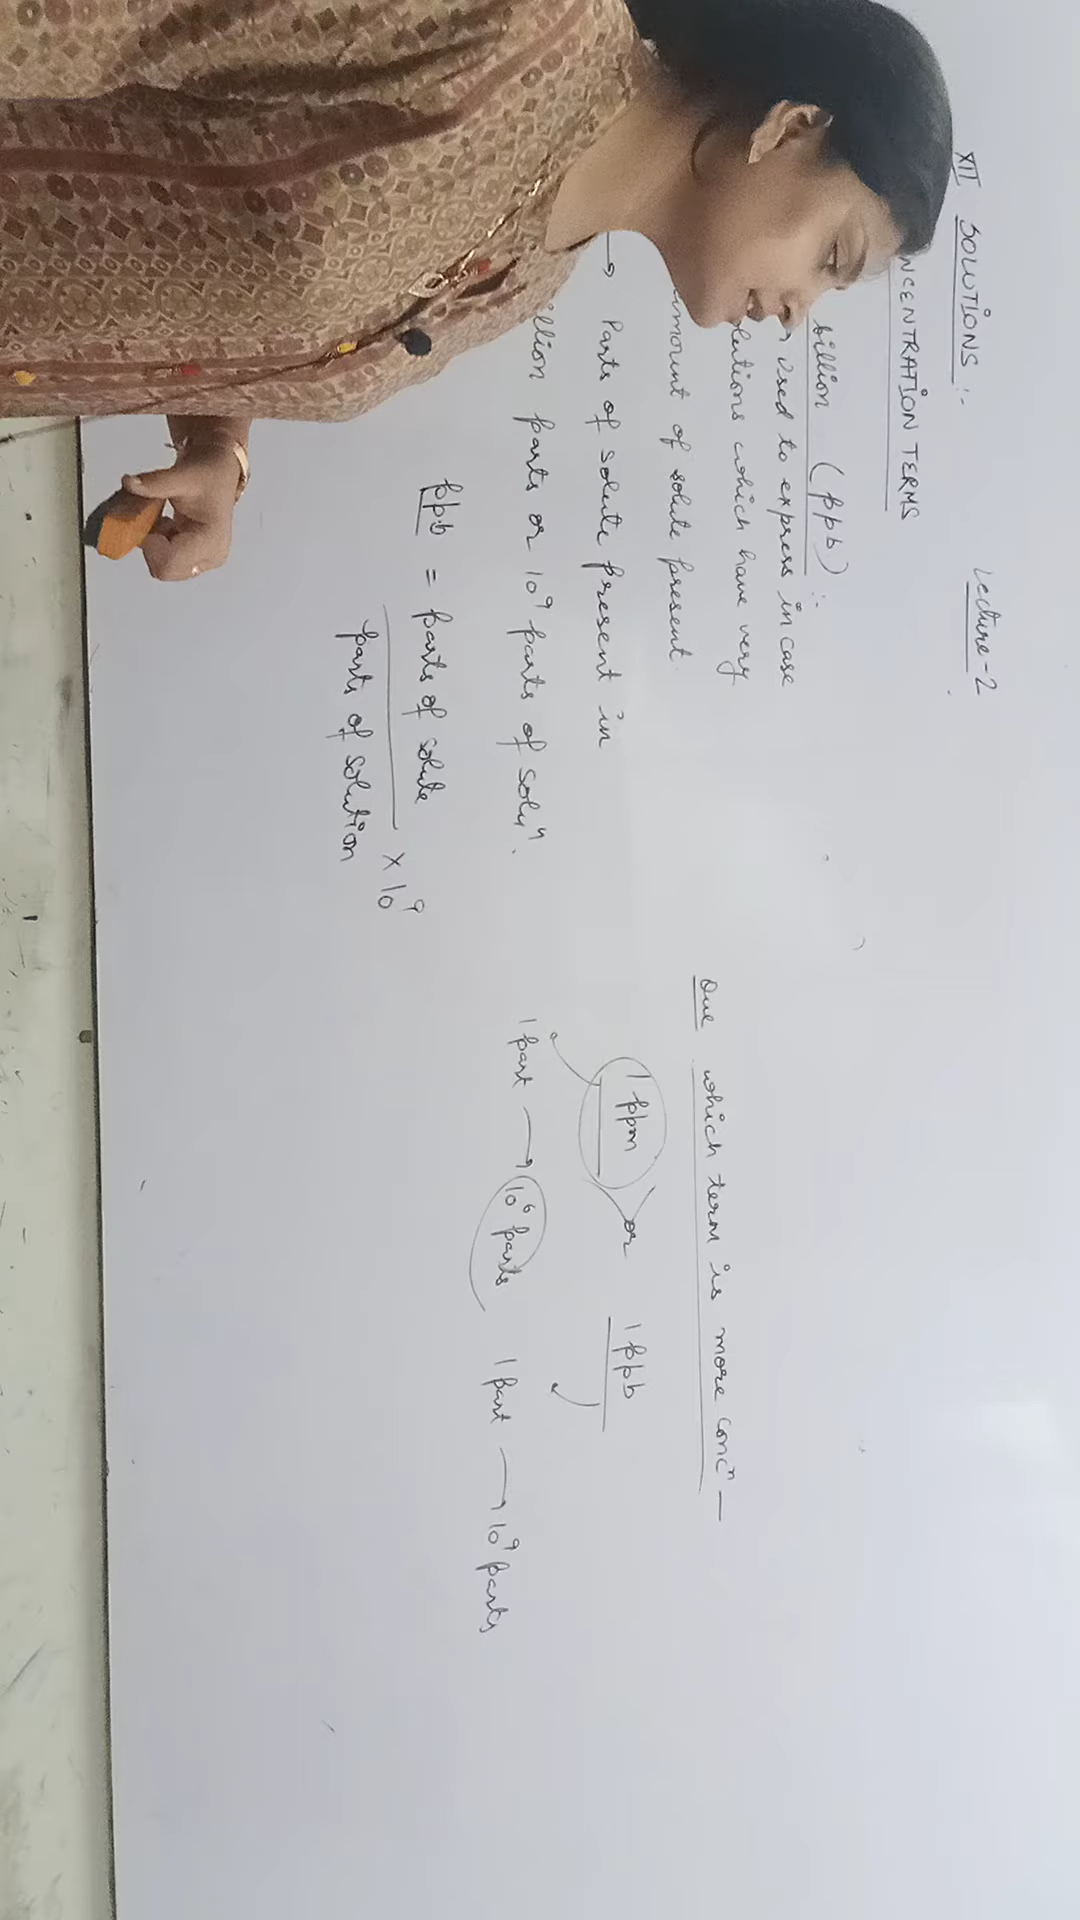 XII SOLUTIONS :-
Lecture-2
NCENTRATION TERMS
billion (ppb) :-
used to express in case
olutions which have very
amount of solute present.
→ Parts of solute present in
illion parts or 10⁹ parts of solⁿ.
ppb = parts of solute / parts of solution × 10⁹
Que which term is more concⁿ —
1 ppm > or 1 ppb
1 part → 10⁶ parts 1 part → 10⁹ parts